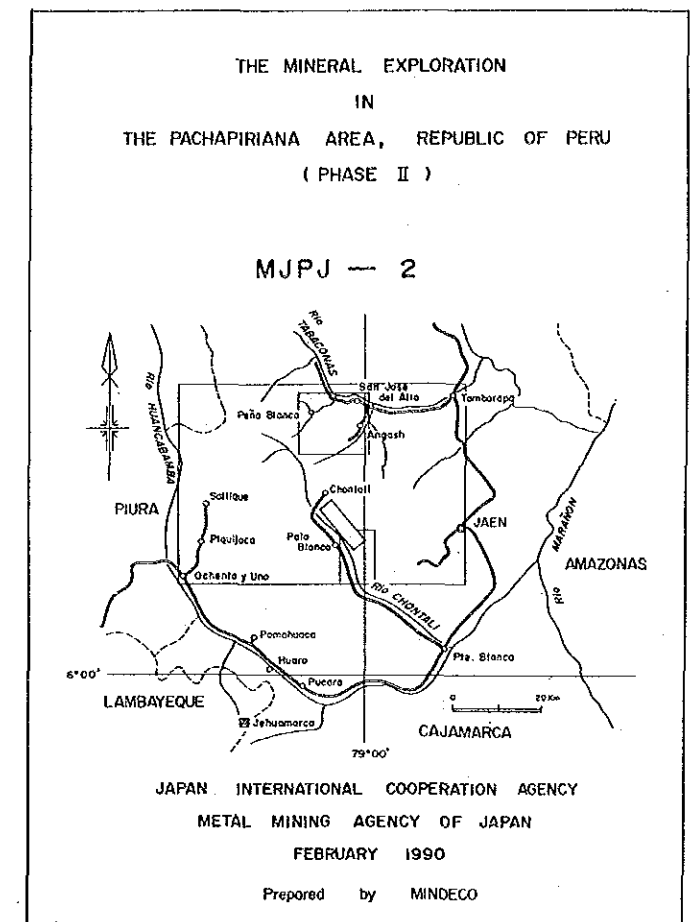 THE MINERAL EXPLORATION
IN
THE PACHAPIRIANA AREA, REPUBLIC OF PERU
( PHASE II )
MJPJ — 2
Rio
TABACONAS
Rio HUANCABAMBA
San José
del Alto
Tamborapa
Peña Blanca
Angash
Chontali
Sallique
PIURA
JAEN
MARAÑON
Piquijaca
Palo
Blanco
AMAZONAS
Ochenta y Uno
RIO CHONTALI
Rio
Pomahuaca
Pte. Blanca
Huaro
6°00'
Pucara
LAMBAYEQUE
0 20 Km
Jehuamarca
CAJAMARCA
79°00'
JAPAN INTERNATIONAL COOPERATION AGENCY
METAL MINING AGENCY OF JAPAN
FEBRUARY 1990
Prepared by MINDECO